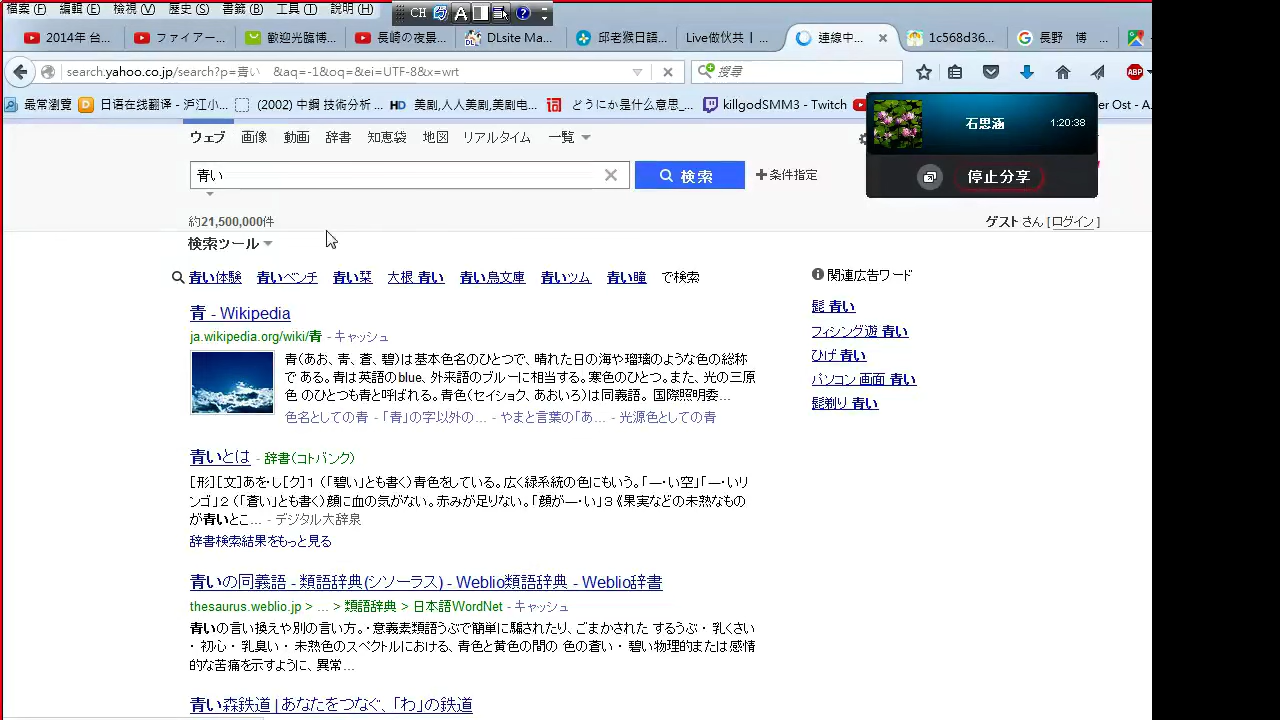 檔案(F) 編輯(E) 檢視(V) 歷史(S) 書籤(B) 工具(T) 說明(H)
CH
2014年 台... ファイアー... 歡迎光臨博... 長崎の夜景... DLsite Ma... 邱老猴日語... Live做伙共 | ... 連線中... 1c568d36... 長野 博 ...
search.yahoo.co.jp/search?p=青い &aq=-1&oq=&ei=UTF-8&x=wrt
搜尋
ABP
最常瀏覽 日语在线翻译 - 沪江小... (2002) 中鋼 技術分析 ... HD 美剧,人人美剧,美剧电... 词 どうにか是什么意思_... killgodSMM3 - Twitch er Ost - A...
石思涵
1:20:38
停止分享
ウェブ 画像 動画 辞書 知恵袋 地図 リアルタイム 一覧
青い
検索
+条件指定
約21,500,000件
ゲスト さん [ログイン]
検索ツール
青い体験 青いベンチ 青い栞 大根 青い 青い鳥文庫 青いツム 青い瞳 で検索
青 - Wikipedia
ja.wikipedia.org/wiki/青 - キャッシュ
青(あお、青、蒼、碧)は基本色名のひとつで、晴れた日の海や瑠璃のような色の総称
で ある。青は英語のblue、外来語のブルーに相当する。寒色のひとつ。また、光の三原
色 のひとつも青と呼ばれる。青色(セイショク、あおいろ)は同義語。 国際照明委...
色名としての青 - 「青」の字以外の... - やまと言葉の「あ... - 光源色としての青
青いとは - 辞書(コトバンク)
[形][文]あを・し[ク]1 (「碧い」とも書く)青色をしている。広く緑系統の色にもいう。「―・い空」「―・いリ
ンゴ」2 (「蒼い」とも書く)顔に血の気がない。赤みが足りない。「顔が―・い」3《果実などの未熟なもの
が青いとこ... - デジタル大辞泉
辞書検索結果をもっと見る
青いの同義語 - 類語辞典(シソーラス) - Weblio類語辞典 - Weblio辞書
thesaurus.weblio.jp > ... > 類語辞典 > 日本語WordNet - キャッシュ
青いの言い換えや別の言い方。・意義素類語うぶで簡単に騙されたり、ごまかされた するうぶ ・ 乳くさい
・ 初心 ・ 乳臭い ・ 未熟色のスペクトルにおける、青色と黄色の間の 色の蒼い ・ 碧い物理的または感情
的な苦痛を示すように、異常...
青い森鉄道 | あなたをつなぐ、「わ」の鉄道
関連広告ワード
髭 青い
フィシング遊 青い
ひげ 青い
パソコン 画面 青い
髭剃り 青い